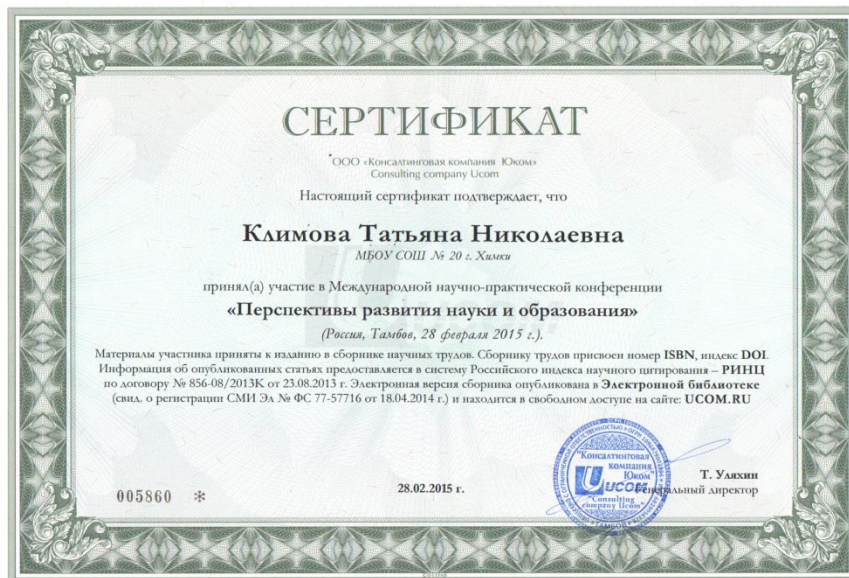 СЕРТИФИКАТ
ООО «Консалтинговая компания Юком»
Consulting company Ucom
Настоящий сертификат подтверждает, что
Климова Татьяна Николаевна
МБОУ СОШ № 20 г. Химки
принял(а) участие в Международной научно-практической конференции
«Перспективы развития науки и образования»
(Россия, Тамбов, 28 февраля 2015 г.).
Материалы участника приняты к изданию в сборнике научных трудов. Сборнику трудов присвоен номер ISBN, индекс DOI.
Информация об опубликованных статьях предоставляется в систему Российского индекса научного цитирования – РИНЦ
по договору № 856-08/2013К от 23.08.2013 г. Электронная версия сборника опубликована в Электронной библиотеке
(свид. о регистрации СМИ Эл № ФС 77-57716 от 18.04.2014 г.) и находится в свободном доступе на сайте: UCOM.RU
"Консалтинговая
компания
Юком"
UCOM
"Consulting
company Ucom"
ТАМБОВ
Т. Уляхин
Генеральный директор
28.02.2015 г.
005860 *